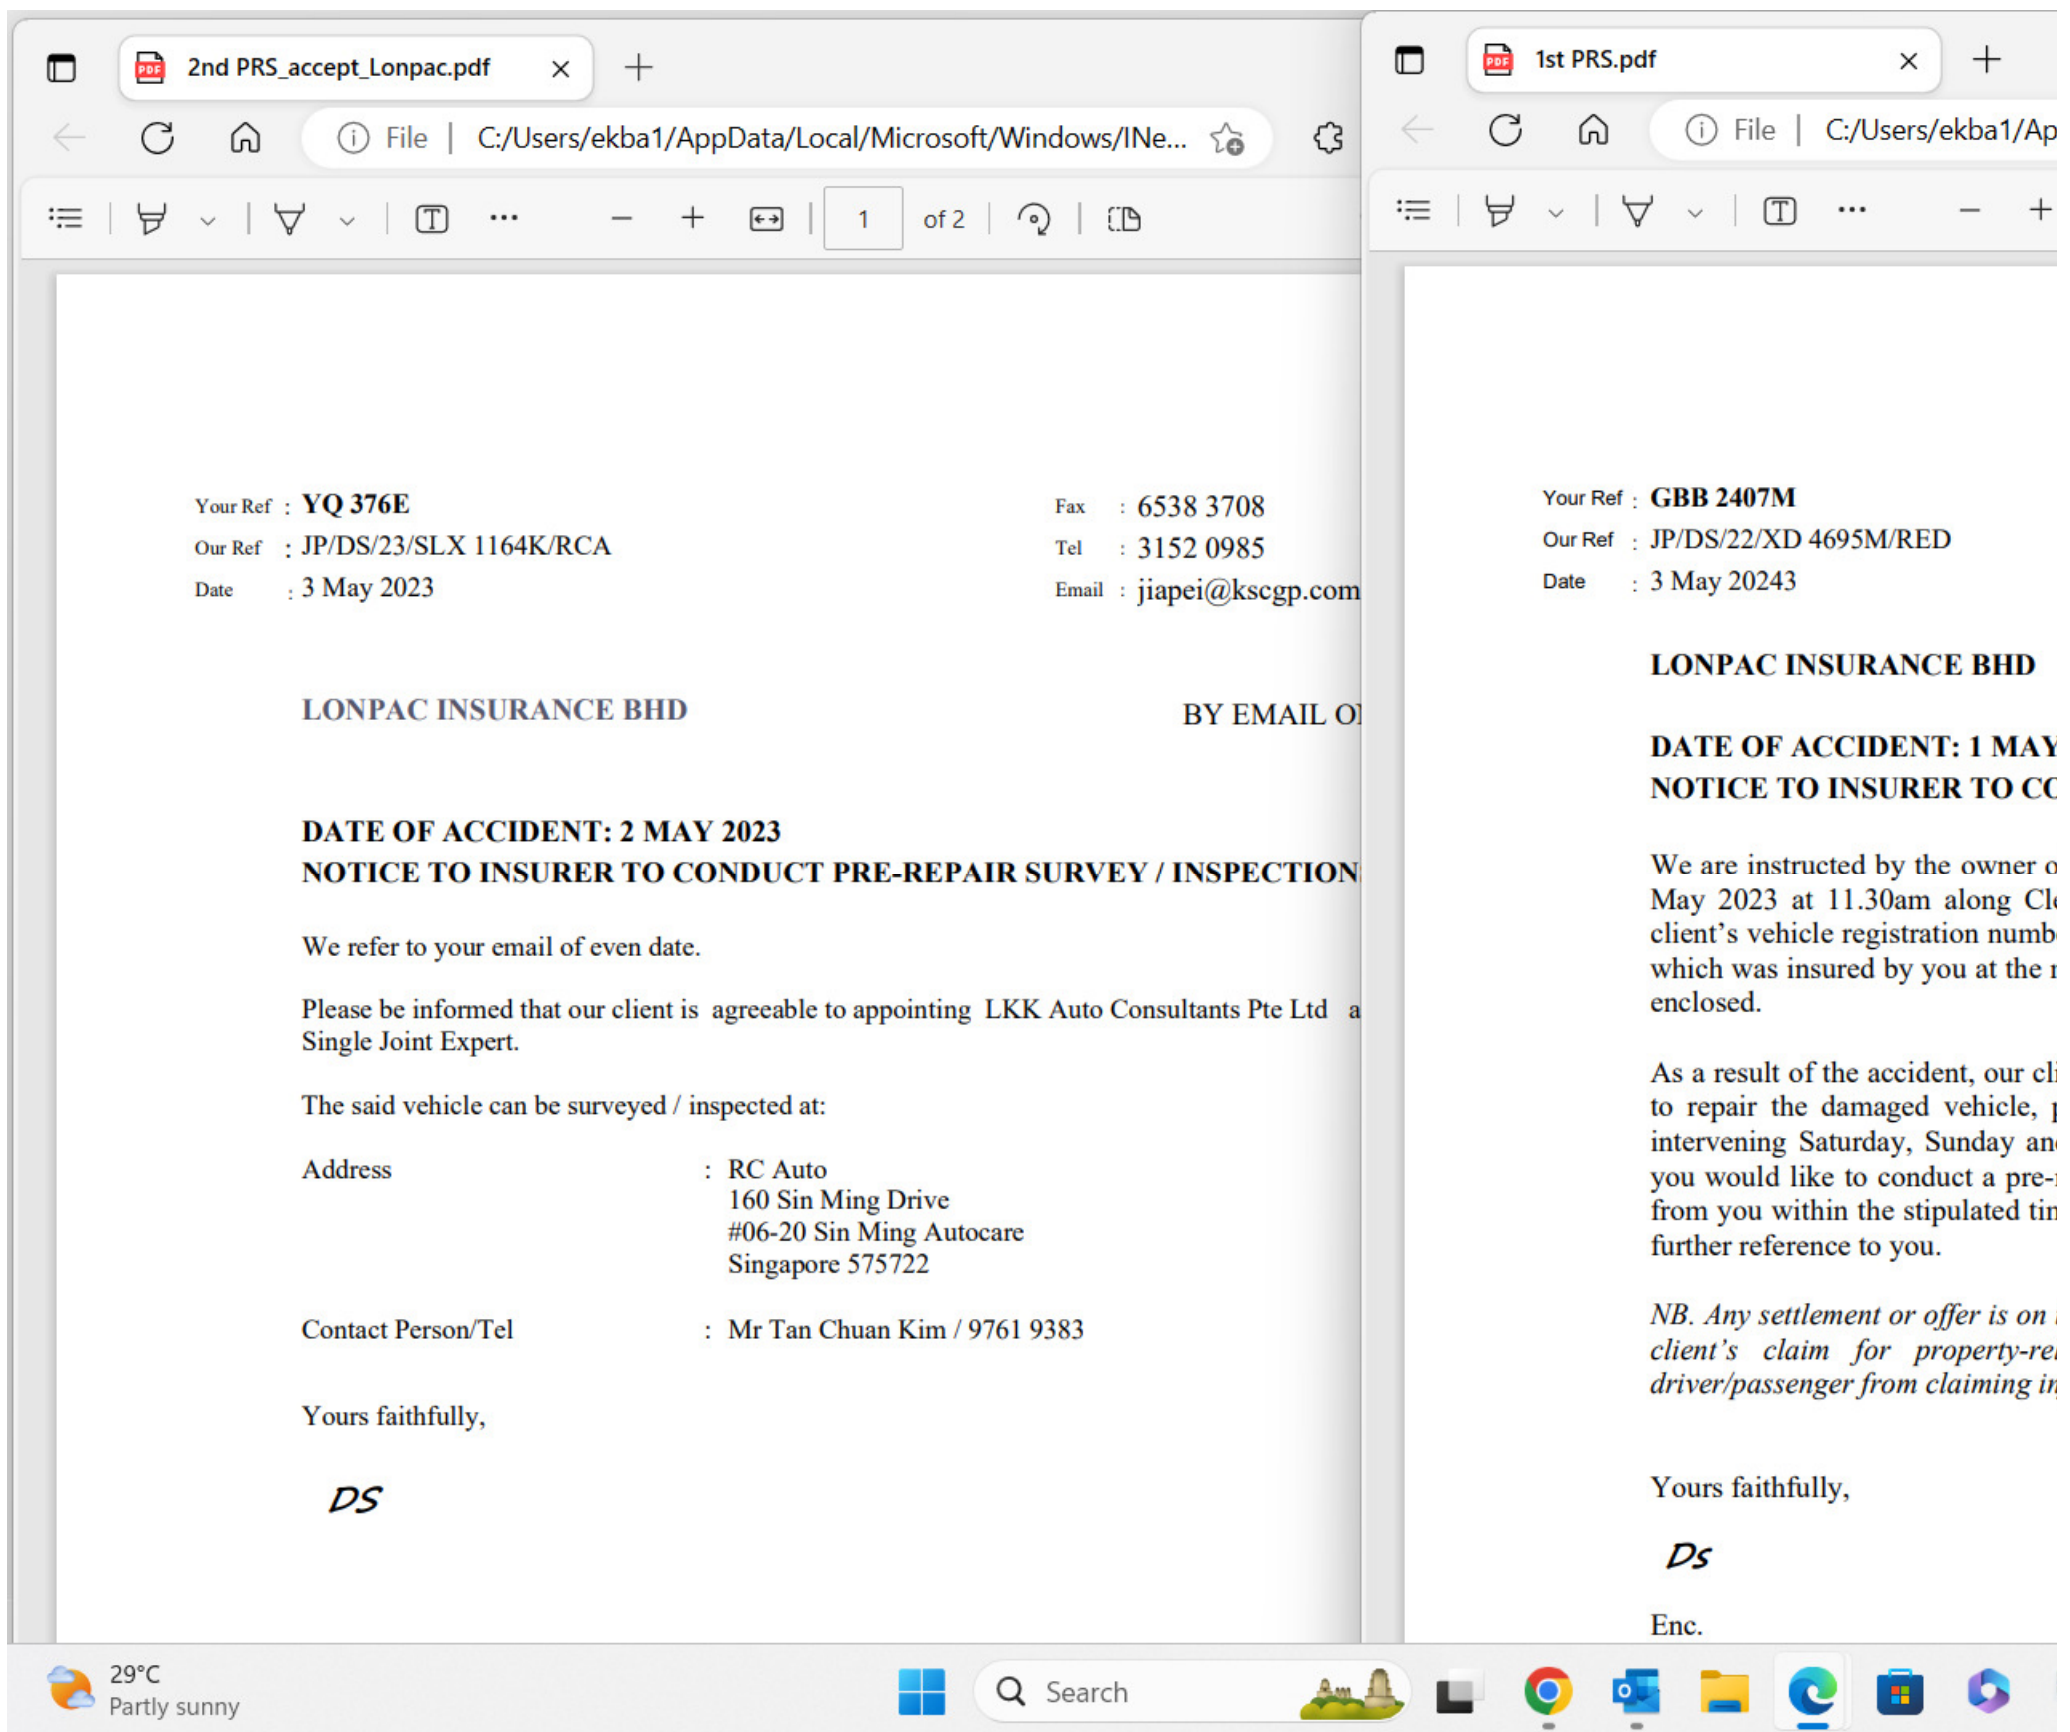 2nd PRS_accept_Lonpac.pdf
File | C:/Users/ekba1/AppData/Local/Microsoft/Windows/INe...
1 of 2
Your Ref : YQ 376E
Our Ref : JP/DS/23/SLX 1164K/RCA
Date : 3 May 2023
Fax : 6538 3708
Tel : 3152 0985
Email : jiapei@kscgp.com
LONPAC INSURANCE BHD
BY EMAIL
DATE OF ACCIDENT: 2 MAY 2023
NOTICE TO INSURER TO CONDUCT PRE-REPAIR SURVEY / INSPECTION
We refer to your email of even date.
Please be informed that our client is agreeable to appointing LKK Auto Consultants Pte Ltd
Single Joint Expert.
The said vehicle can be surveyed / inspected at:
Address : RC Auto
160 Sin Ming Drive
#06-20 Sin Ming Autocare
Singapore 575722
Contact Person/Tel : Mr Tan Chuan Kim / 9761 9383
Yours faithfully,
DS
1st PRS.pdf
File | C:/Users/ekba1/Ap
Your Ref : GBB 2407M
Our Ref : JP/DS/22/XD 4695M/RED
Date : 3 May 20243
LONPAC INSURANCE BHD
DATE OF ACCIDENT: 1 MAY
NOTICE TO INSURER TO CO
We are instructed by the owner o
May 2023 at 11.30am along Cle
client's vehicle registration numbe
which was insured by you at the
enclosed.
As a result of the accident, our cli
to repair the damaged vehicle,
intervening Saturday, Sunday and
you would like to conduct a pre-
from you within the stipulated tim
further reference to you.
NB. Any settlement or offer is on
client's claim for property-rel
driver/passenger from claiming in
Yours faithfully,
Ds
Enc.
29°C
Partly sunny
Search